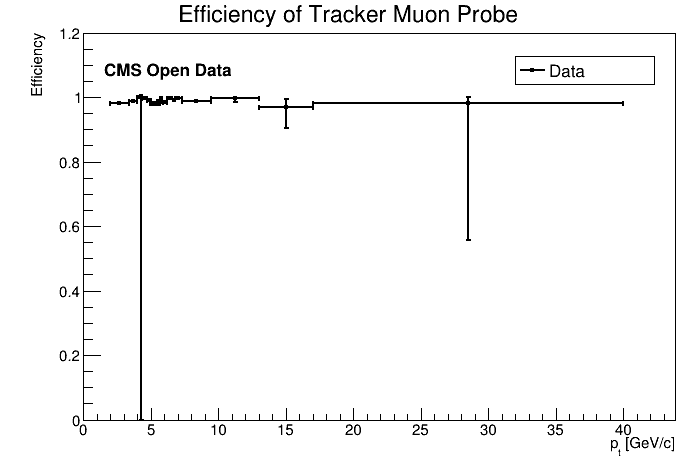 Efficiency of Tracker Muon Probe
Efficiency
1.2
1
0.8
0.6
0.4
0.2
0
CMS Open Data
Data
0 5 10 15 20 25 30 35 40
p_t [GeV/c]